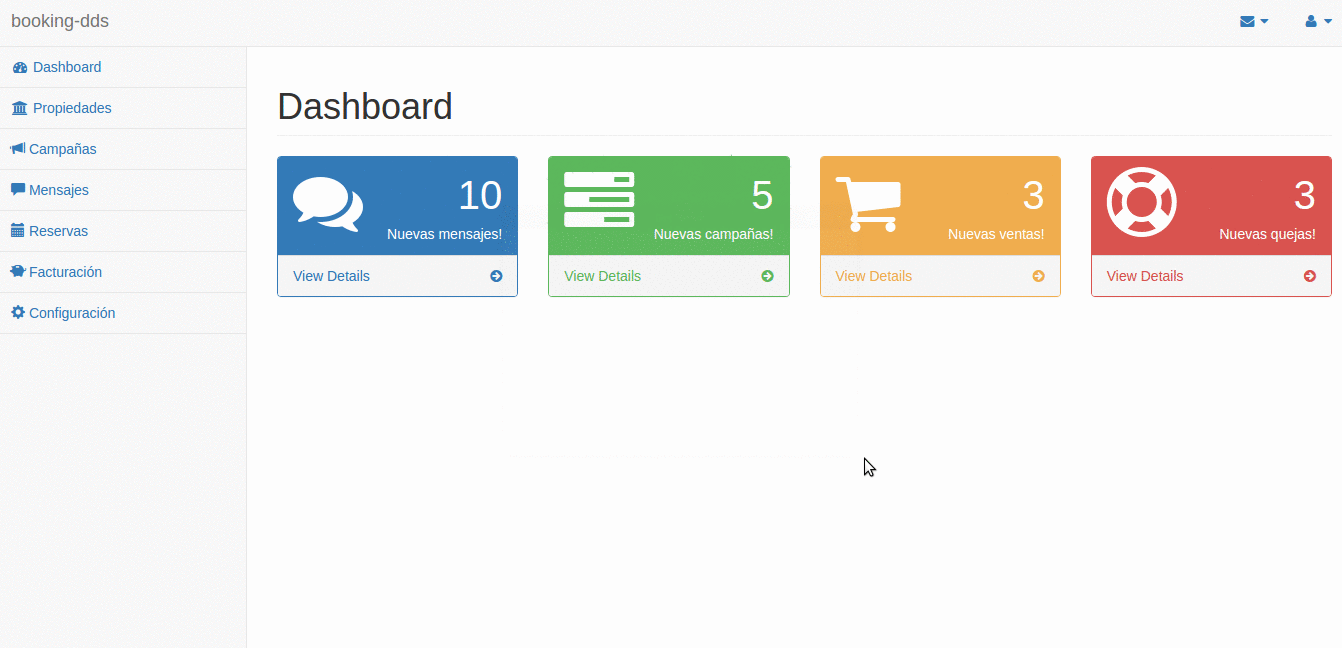 booking-dds
Dashboard
Propiedades
Campañas
Mensajes
Reservas
Facturación
Configuración
Dashboard
10
Nuevas mensajes!
View Details
5
Nuevas campañas!
View Details
3
Nuevas ventas!
View Details
3
Nuevas quejas!
View Details